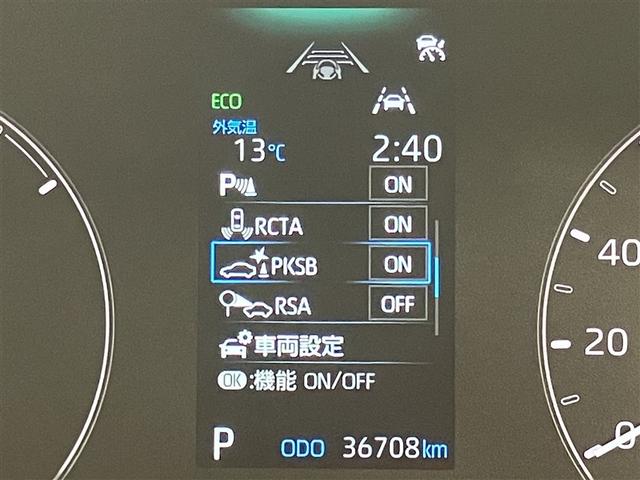 ECO
外気温
13℃ 2:40
P ON
RCTA ON
PKSB ON
RSA OFF
車両設定
OK:機能 ON/OFF
P ODO 36708km
40
20
0